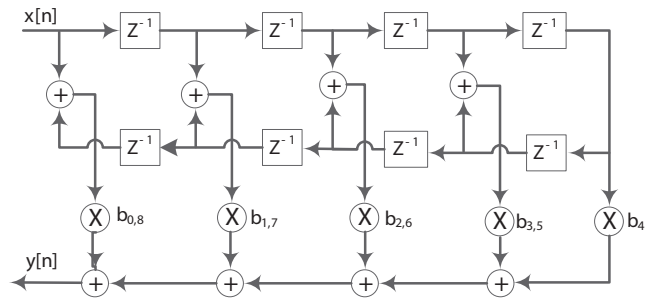 x[n]
Z⁻¹ Z⁻¹ Z⁻¹ Z⁻¹
+ + + +
Z⁻¹ Z⁻¹ Z⁻¹ Z⁻¹
X b₀,₈ X b₁,₇ X b₂,₆ X b₃,₅ X b₄
y[n]
+ + + +